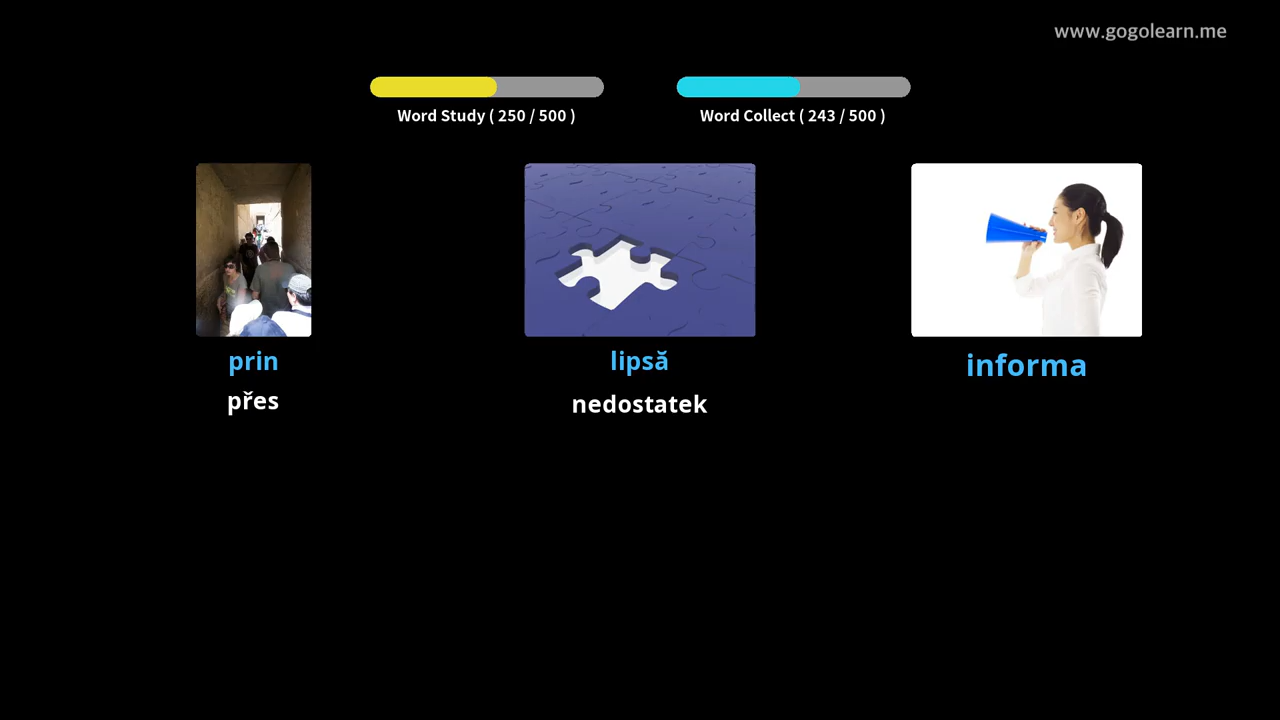 www.gogolearn.me
Word Study ( 250 / 500 )
Word Collect ( 243 / 500 )
prin
přes
lipsă
nedostatek
informa